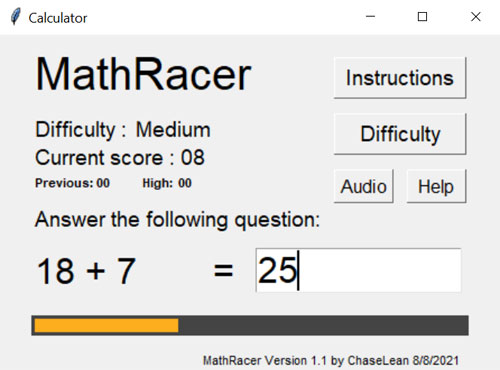 Calculator
MathRacer
Instructions
Difficulty : Medium
Difficulty
Current score : 08
Previous: 00 High: 00
Audio
Help
Answer the following question:
18 + 7 = 25
MathRacer Version 1.1 by ChaseLean 8/8/2021